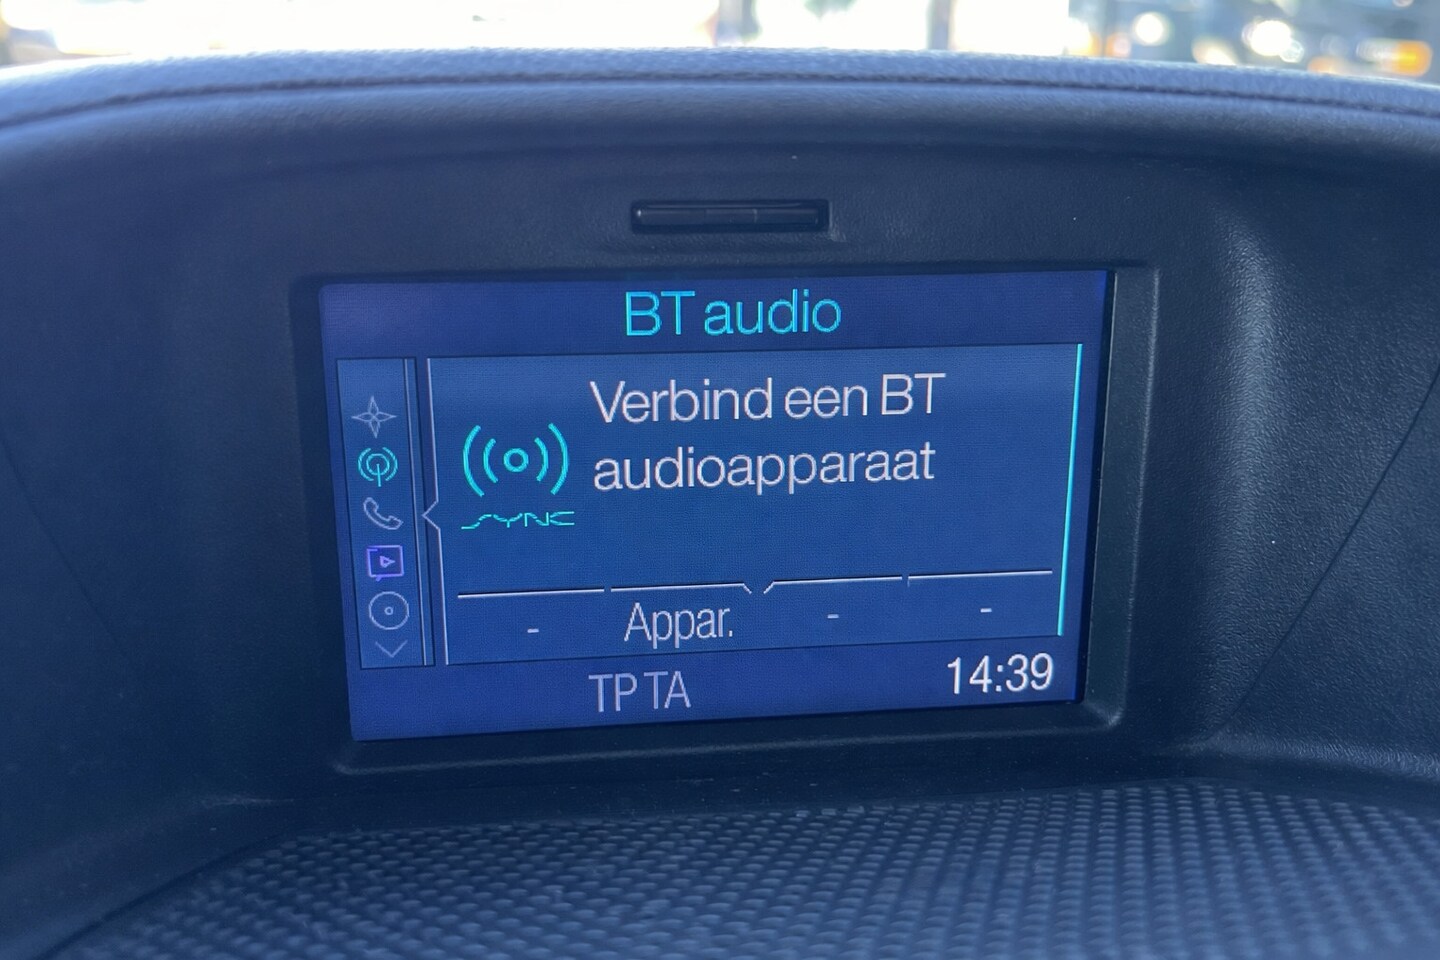 BT audio
Verbind een BT
audioapparaat
SYNC
- Appar. - -
TP TA 14:39